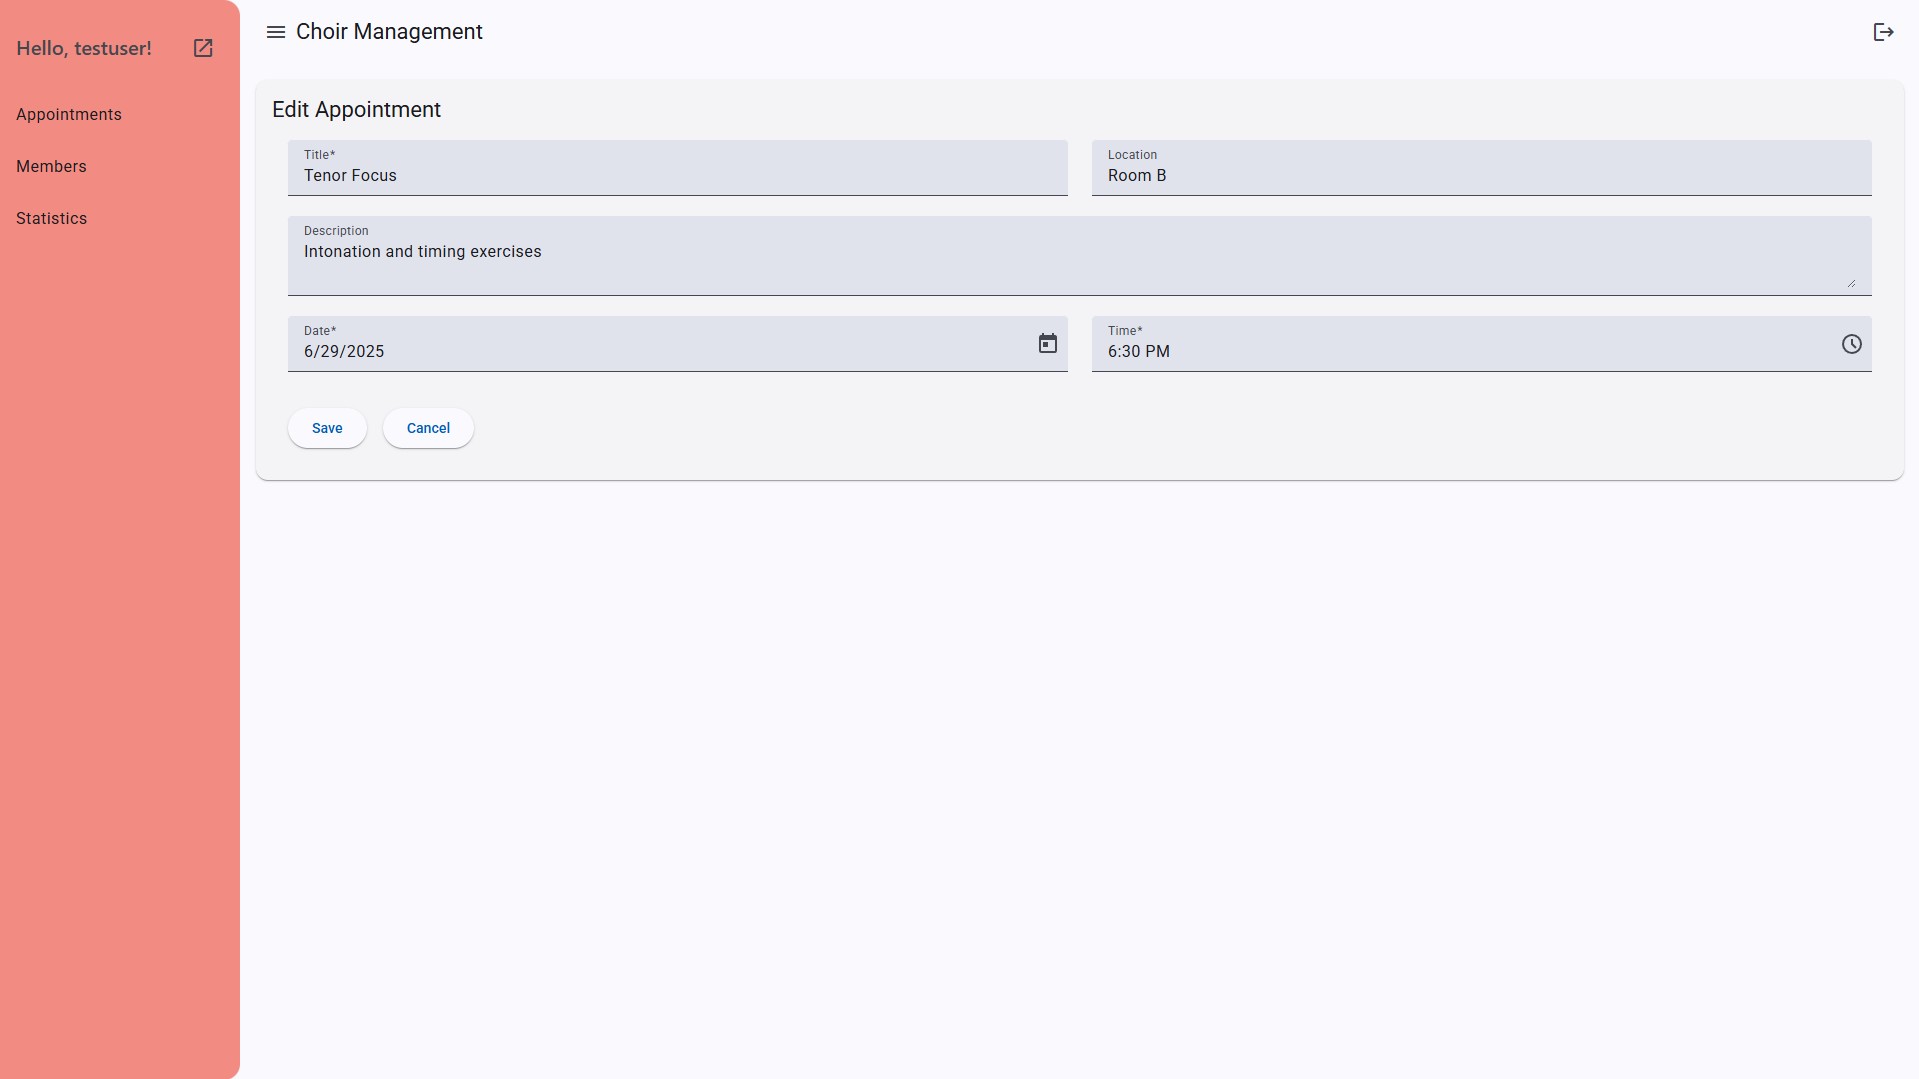 Hello, testuser!
Appointments
Members
Statistics
Choir Management
Edit Appointment
Title*
Tenor Focus
Location
Room B
Description
Intonation and timing exercises
Date*
6/29/2025
Time*
6:30 PM
Save
Cancel